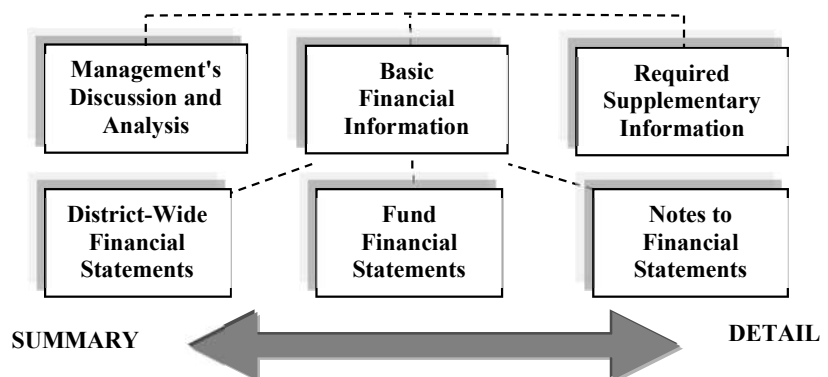 Management's
Discussion and
Analysis
Basic
Financial
Information
Required
Supplementary
Information
District-Wide
Financial
Statements
Fund
Financial
Statements
Notes to
Financial
Statements
SUMMARY
DETAIL